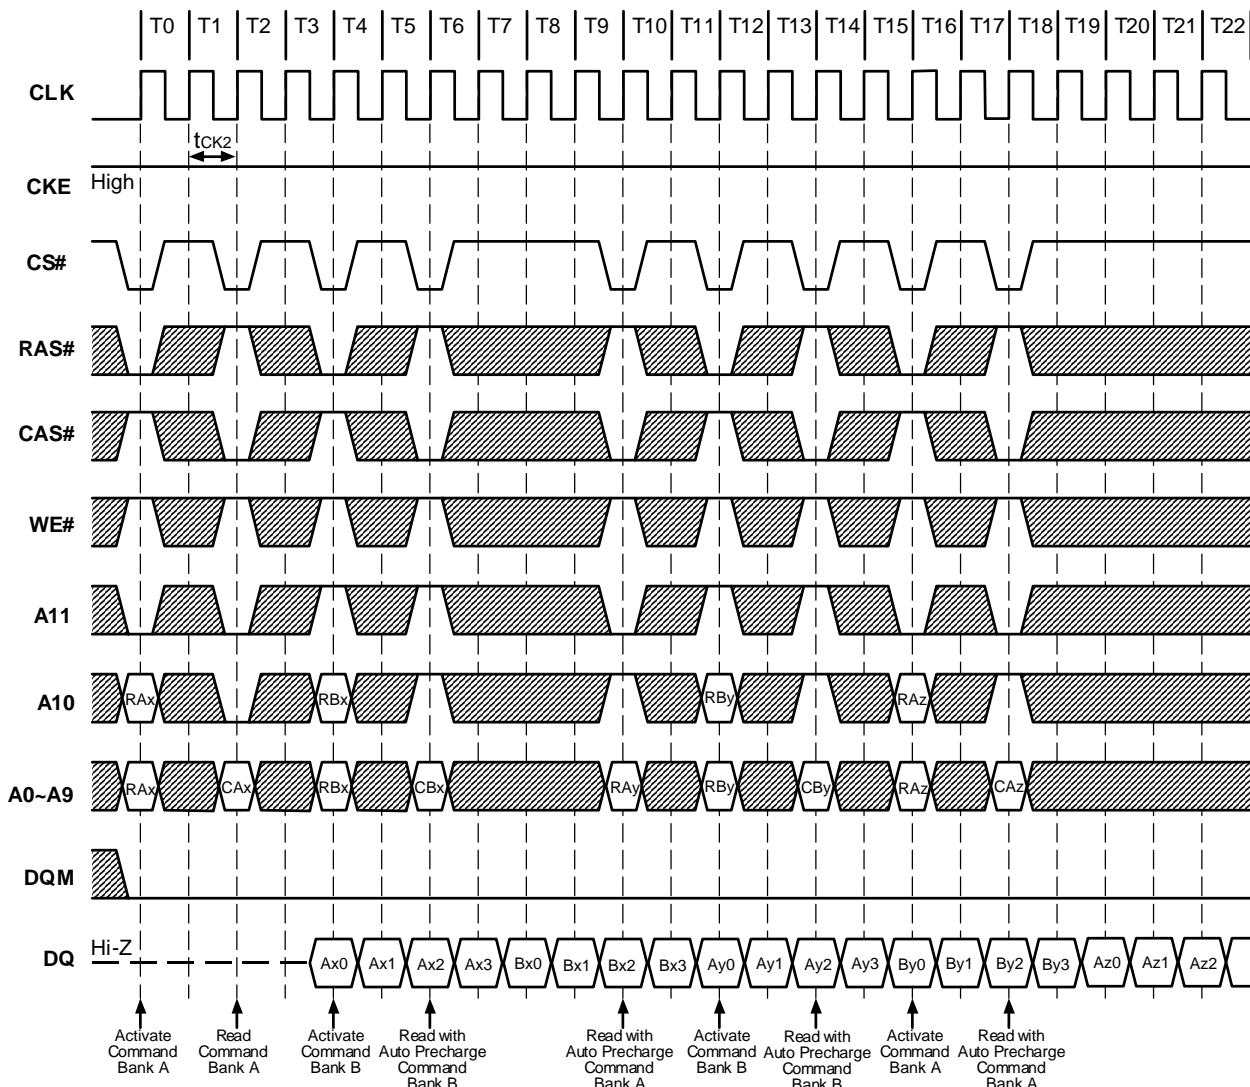 T0 T1 T2 T3 T4 T5 T6 T7 T8 T9 T10 T11 T12 T13 T14 T15 T16 T17 T18 T19 T20 T21 T22
CLK
tCK2
CKE High
CS#
RAS#
CAS#
WE#
A11
A10 RAx RBx RBy RAz
A0~A9 RAx CAx RBx CBx RAy RBy CBy RAz CAz
DQM
DQ Hi-Z Ax0 Ax1 Ax2 Ax3 Bx0 Bx1 Bx2 Bx3 Ay0 Ay1 Ay2 Ay3 By0 By1 By2 By3 Az0 Az1 Az2
Activate
Command
Bank A
Read
Command
Bank A
Activate
Command
Bank B
Read with
Auto Precharge
Command
Bank B
Read with
Auto Precharge
Command
Bank A
Activate
Command
Bank B
Read with
Auto Precharge
Command
Bank B
Activate
Command
Bank A
Read with
Auto Precharge
Command
Bank A